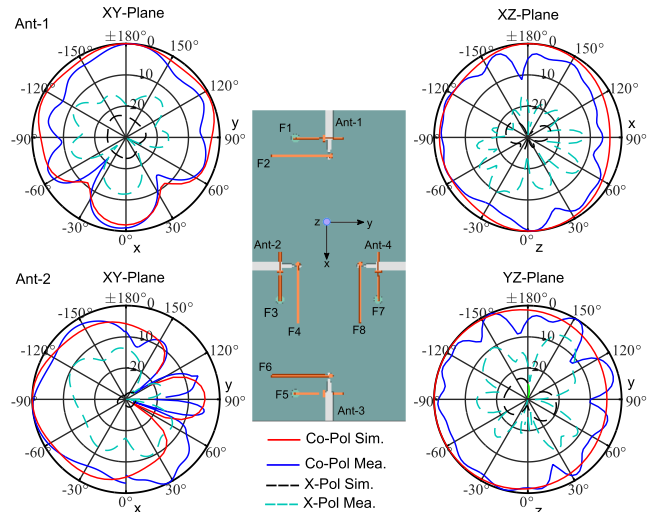 Ant-1
XY-Plane
±180°
0
-150°
150°
-120°
10
120°
20
-90°
y
90°
-60°
60°
-30°
0°
30°
x
XZ-Plane
±180°
0
-150°
150°
-120°
10
120°
20
x
-90°
90°
-60°
60°
-30°
0°
30°
z
F1
Ant-1
F2
z
y
x
Ant-2
Ant-4
F3
F4
F8
F7
F6
F5
Ant-3
Ant-2
XY-Plane
±180°
0
-150°
150°
-120°
10
120°
20
y
-90°
90°
-60°
60°
-30°
0°
30°
x
YZ-Plane
±180°
0
-150°
150°
-120°
10
120°
20
y
-90°
90°
-60°
60°
-30°
0°
30°
z
Co-Pol Sim.
Co-Pol Mea.
X-Pol Sim.
X-Pol Mea.